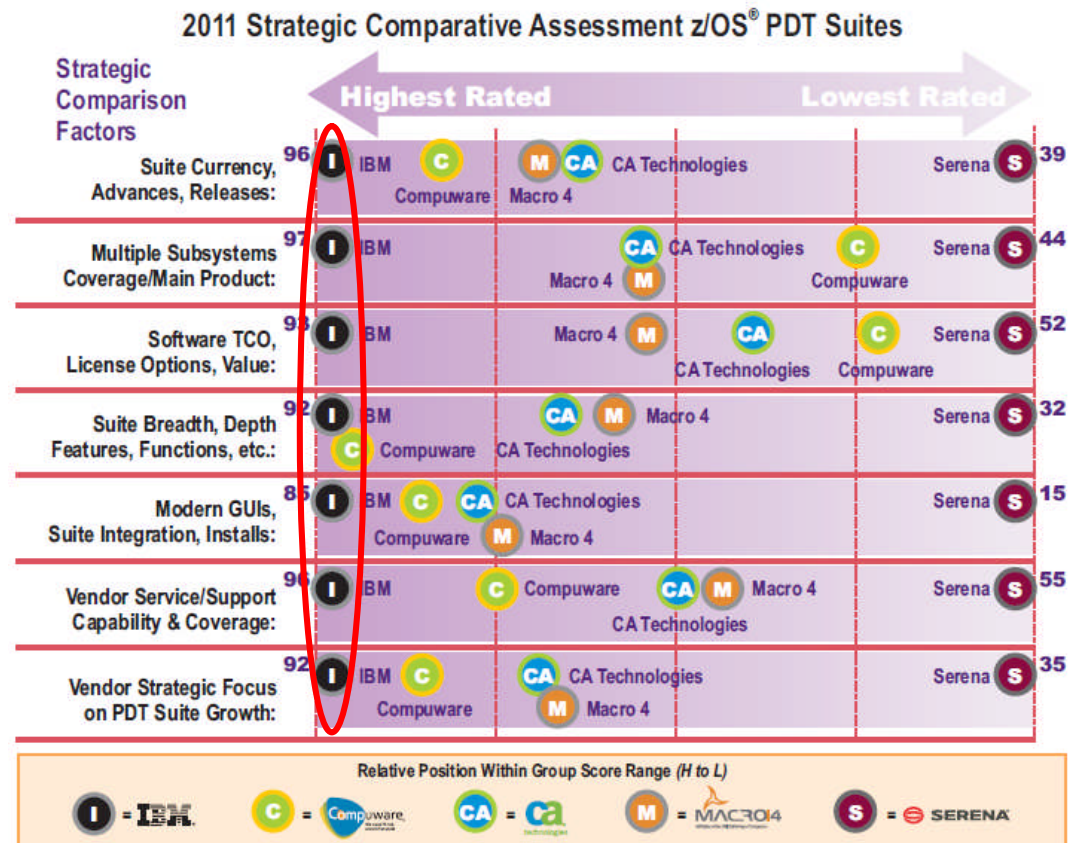 2011 Strategic Comparative Assessment z/OS® PDT Suites
Strategic
Comparison
Factors
Highest Rated
Lowest Rated
Suite Currency,
Advances, Releases:
96
I
IBM
C
M
CA
CA Technologies
Serena
S
39
Compuware
Macro 4
Multiple Subsystems
Coverage/Main Product:
97
I
IBM
CA
CA Technologies
C
Serena
S
44
Macro 4
M
Compuware
Software TCO,
License Options, Value:
93
I
IBM
Macro 4
M
CA
C
Serena
S
52
CA Technologies
Compuware
Suite Breadth, Depth
Features, Functions, etc.:
92
I
IBM
CA
M
Macro 4
Serena
S
32
C
Compuware
CA Technologies
Modern GUIs,
Suite Integration, Installs:
85
I
IBM
C
CA
CA Technologies
Serena
S
15
Compuware
M
Macro 4
Vendor Service/Support
Capability & Coverage:
96
I
IBM
C
Compuware
CA
M
Macro 4
Serena
S
55
CA Technologies
Vendor Strategic Focus
on PDT Suite Growth:
92
I
IBM
C
CA
CA Technologies
Serena
S
35
Compuware
M
Macro 4
Relative Position Within Group Score Range (H to L)
I = IBM
C = Compuware
CA = ca technologies
M = MACRO4
S = SERENA